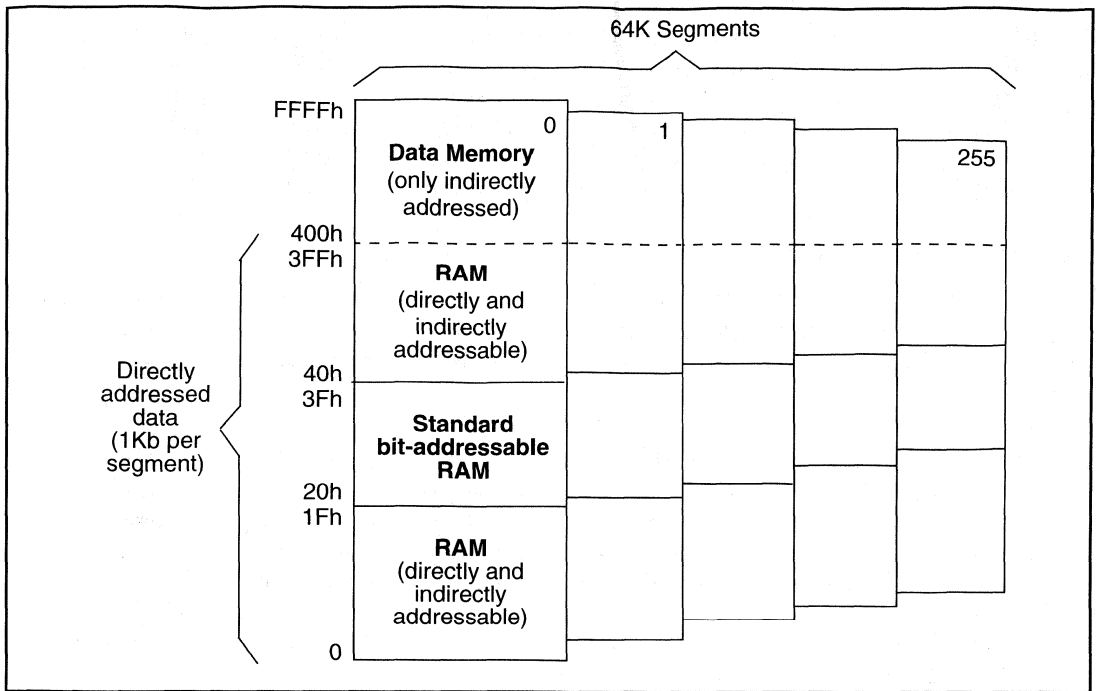 64K Segments
FFFFh
0
1
255
Data Memory
(only indirectly
addressed)
400h
3FFh
RAM
(directly and
indirectly
addressable)
Directly
addressed
data
(1Kb per
segment)
40h
3Fh
Standard
bit-addressable
RAM
20h
1Fh
RAM
(directly and
indirectly
addressable)
0